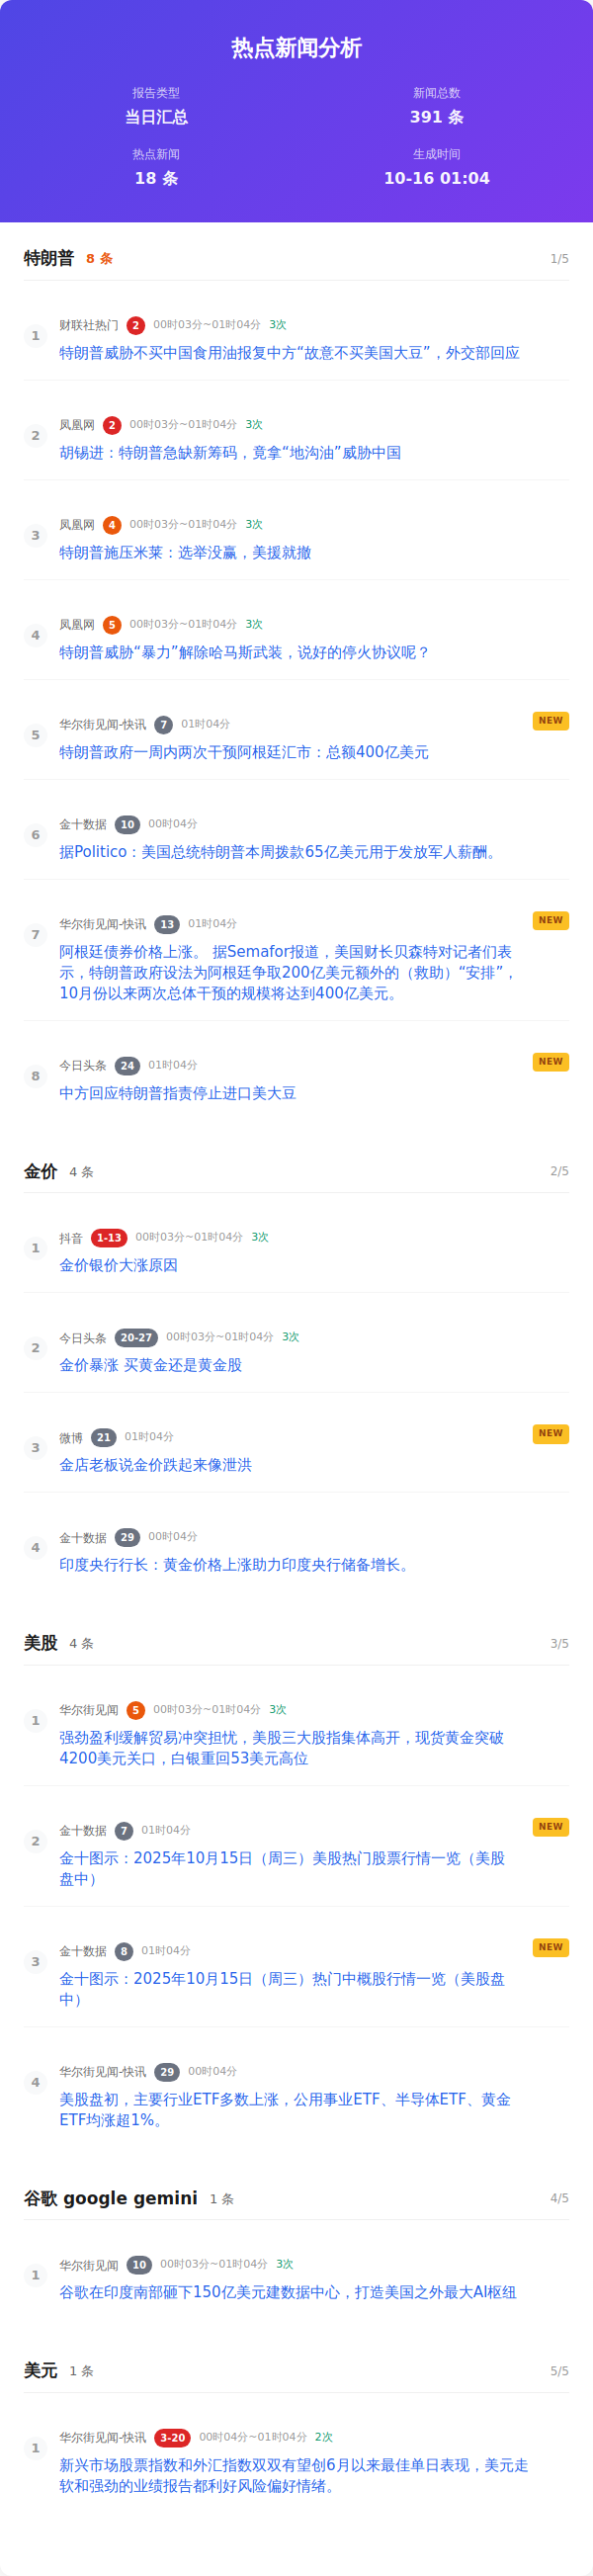 热点新闻分析
报告类型
新闻总数
当日汇总
391 条
热点新闻
生成时间
18 条
10-16 01:04
特朗普 8 条 1/5
1
财联社热门 2 00时03分~01时04分 3次
特朗普威胁不买中国食用油报复中方“故意不买美国大豆”，外交部回应
2
凤凰网 2 00时03分~01时04分 3次
胡锡进：特朗普急缺新筹码，竟拿“地沟油”威胁中国
3
凤凰网 4 00时03分~01时04分 3次
特朗普施压米莱：选举没赢，美援就撤
4
凤凰网 5 00时03分~01时04分 3次
特朗普威胁“暴力”解除哈马斯武装，说好的停火协议呢？
5
华尔街见闻-快讯 7 01时04分 NEW
特朗普政府一周内两次干预阿根廷汇市：总额400亿美元
6
金十数据 10 00时04分
据Politico：美国总统特朗普本周拨款65亿美元用于发放军人薪酬。
7
华尔街见闻-快讯 13 01时04分 NEW
阿根廷债券价格上涨。 据Semafor报道，美国财长贝森特对记者们表
示，特朗普政府设法为阿根廷争取200亿美元额外的（救助）“安排”，
10月份以来两次总体干预的规模将达到400亿美元。
8
今日头条 24 01时04分 NEW
中方回应特朗普指责停止进口美大豆
金价 4 条 2/5
1
抖音 1-13 00时03分~01时04分 3次
金价银价大涨原因
2
今日头条 20-27 00时03分~01时04分 3次
金价暴涨 买黄金还是黄金股
3
微博 21 01时04分 NEW
金店老板说金价跌起来像泄洪
4
金十数据 29 00时04分
印度央行行长：黄金价格上涨助力印度央行储备增长。
美股 4 条 3/5
1
华尔街见闻 5 00时03分~01时04分 3次
强劲盈利缓解贸易冲突担忧，美股三大股指集体高开，现货黄金突破
4200美元关口，白银重回53美元高位
2
金十数据 7 01时04分 NEW
金十图示：2025年10月15日（周三）美股热门股票行情一览（美股
盘中）
3
金十数据 8 01时04分 NEW
金十图示：2025年10月15日（周三）热门中概股行情一览（美股盘
中）
4
华尔街见闻-快讯 29 00时04分
美股盘初，主要行业ETF多数上涨，公用事业ETF、半导体ETF、黄金
ETF均涨超1%。
谷歌 google gemini 1 条 4/5
1
华尔街见闻 10 00时03分~01时04分 3次
谷歌在印度南部砸下150亿美元建数据中心，打造美国之外最大AI枢纽
美元 1 条 5/5
1
华尔街见闻-快讯 3-20 00时04分~01时04分 2次
新兴市场股票指数和外汇指数双双有望创6月以来最佳单日表现，美元走
软和强劲的业绩报告都利好风险偏好情绪。